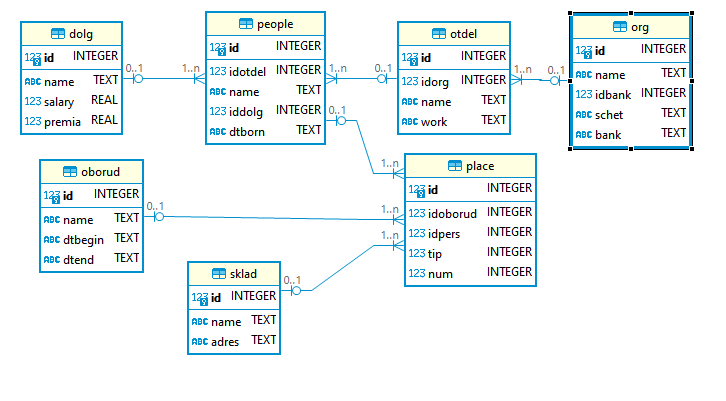 dolg
123 id INTEGER
ABC name TEXT
123 salary REAL
123 premia REAL
0..1
1..n
people
123 id INTEGER
123 idotdel INTEGER
ABC name TEXT
123 iddolg INTEGER
ABC dtborn TEXT
1..n
0..1
0..1
otdel
123 id INTEGER
123 idorg INTEGER
ABC name TEXT
ABC work TEXT
1..n
0..1
org
123 id INTEGER
ABC name TEXT
123 idbank INTEGER
ABC schet TEXT
ABC bank TEXT
oborud
123 id INTEGER
ABC name TEXT
ABC dtbegin TEXT
ABC dtend TEXT
0..1
1..n
1..n
1..n
place
123 id INTEGER
123 idoborud INTEGER
123 idpers INTEGER
123 tip INTEGER
123 num INTEGER
sklad
123 id INTEGER
ABC name TEXT
ABC adres TEXT
0..1